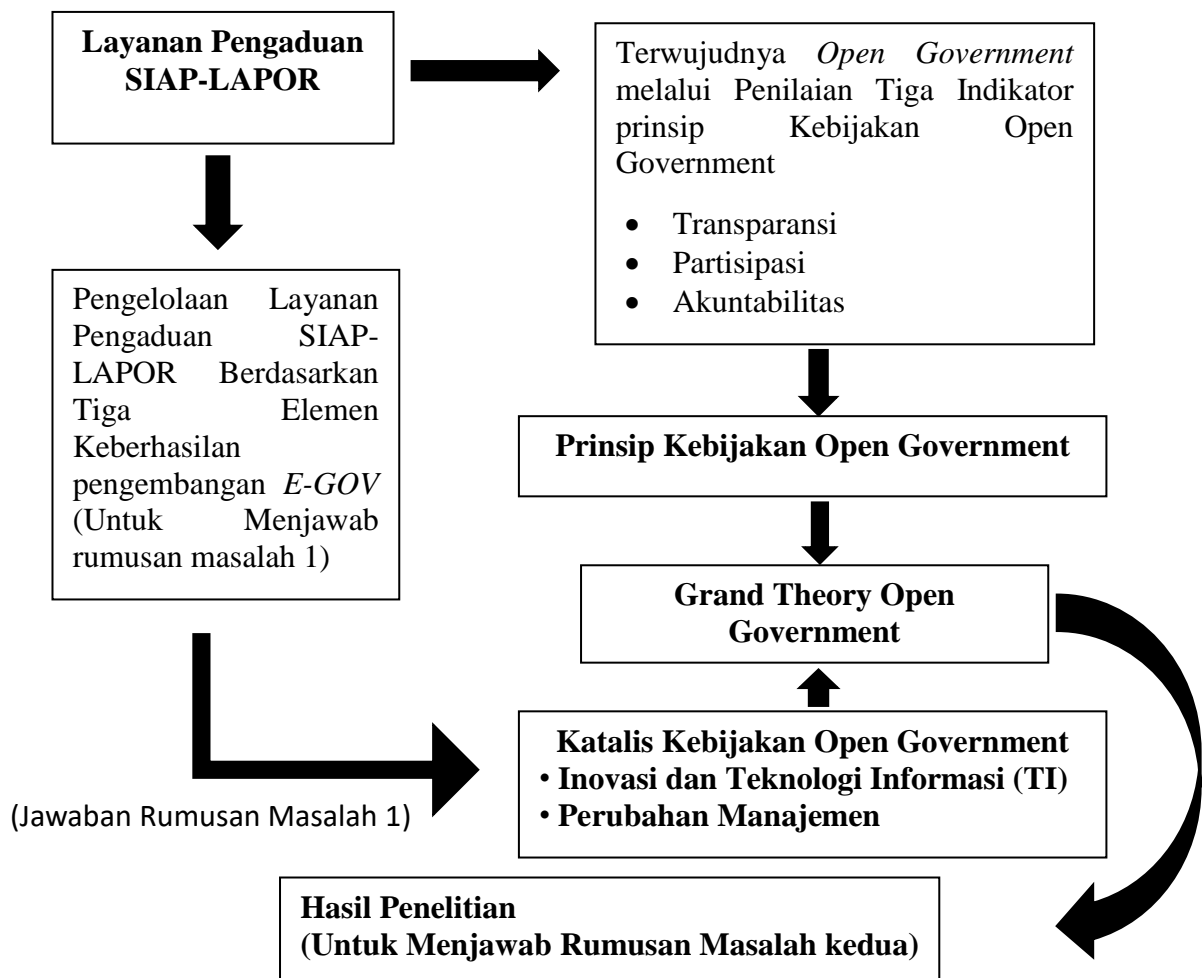 Layanan Pengaduan
SIAP-LAPOR
Terwujudnya Open Government
melalui Penilaian Tiga Indikator
prinsip Kebijakan Open
Government
• Transparansi
• Partisipasi
• Akuntabilitas
Pengelolaan Layanan
Pengaduan SIAP-
LAPOR Berdasarkan
Tiga Elemen
Keberhasilan
pengembangan E-GOV
(Untuk Menjawab
rumusan masalah 1)
Prinsip Kebijakan Open Government
Grand Theory Open
Government
Katalis Kebijakan Open Government
• Inovasi dan Teknologi Informasi (TI)
• Perubahan Manajemen
(Jawaban Rumusan Masalah 1)
Hasil Penelitian
(Untuk Menjawab Rumusan Masalah kedua)